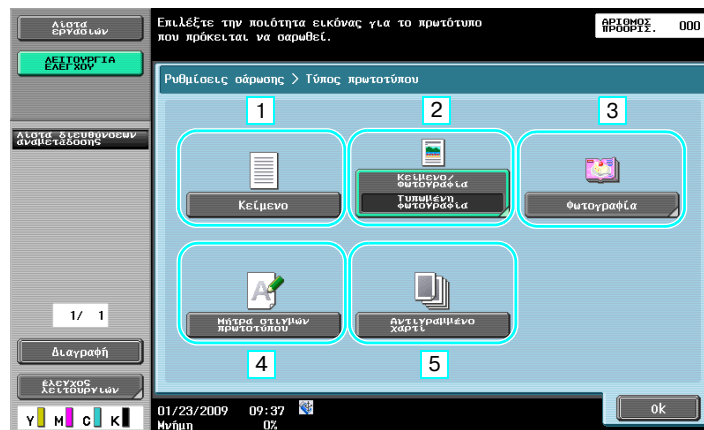 Λίστα
εργασιών
Επιλέξτε την ποιότητα εικόνας για το πρωτότυπο
που πρόκειται να σαρωθεί.
ΑΡΙΘΜΟΣ
ΠΡΟΟΡΙΣ.
000
ΛΕΙΤΟΥΡΓΙΑ
ΕΛΕΓΧΟΥ
Ρυθμίσεις σάρωσης > Τύπος πρωτοτύπου
1
2
3
Λίστα διευθύνσεων
αναμετάδοσης
Κείμενο
Κείμενο/
φωτογραφία
Τυπωμένη
φωτογραφία
Φωτογραφία
Μήτρα στιγμών
πρωτοτύπου
Αντιγραμμένο
χαρτί
4
5
1/ 1
Διαγραφή
έλεγχος
λειτουργιών
Y M C K
01/23/2009 09:37
Μνήμη 0%
ok